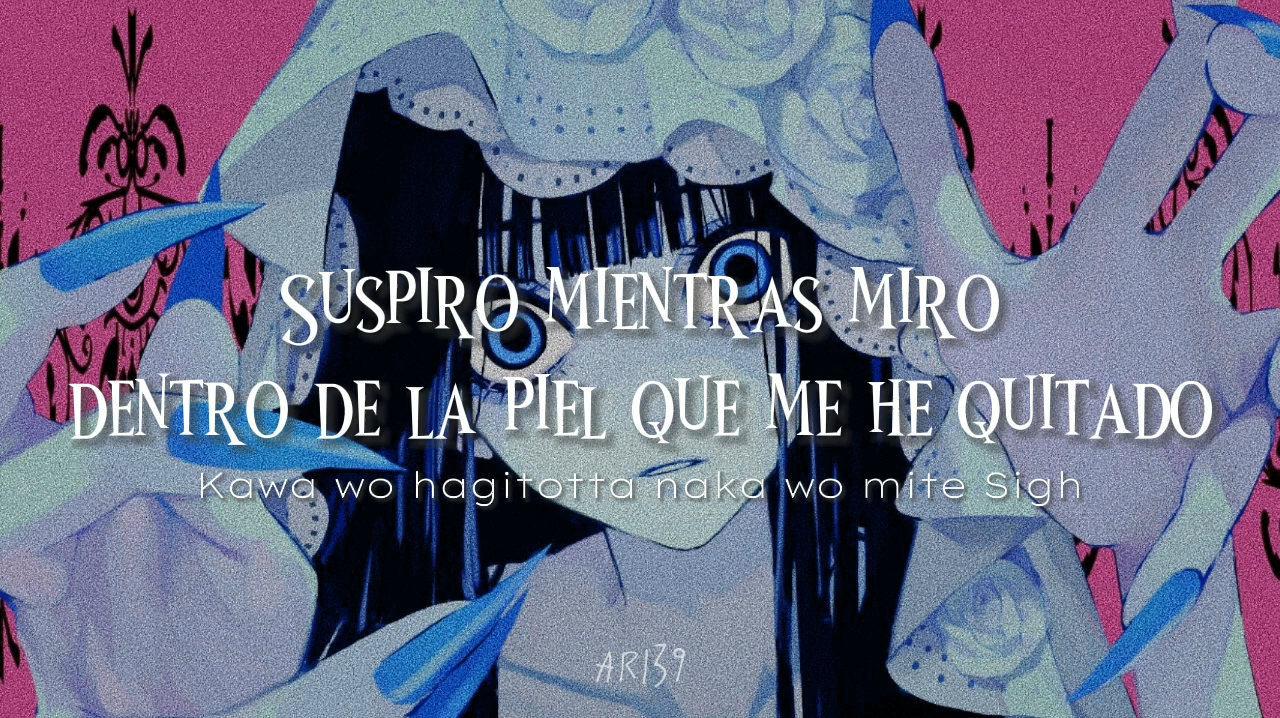 Suspiro mientras miro
dentro de la piel que me he quitado
Kawa wo hagitotta naka wo mite Sigh
ARI39